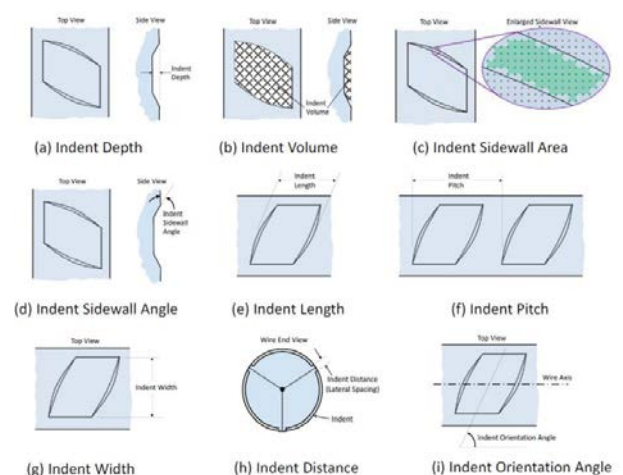 Top View Side View
Indent
Depth
(a) Indent Depth
Top View Side View
Indent
Volume
(b) Indent Volume
Top View Enlarged Sidewall Area
(c) Indent Sidewall Area
Top View Side View
Indent
Sidewall
Angle
(d) Indent Sidewall Angle
Indent
Length
(e) Indent Length
Indent
Pitch
(f) Indent Pitch
Top View
Indent Width
(g) Indent Width
Wire End View
Indent Distance
(Lateral Spacing)
Indent
(h) Indent Distance
Top View
Wire Axis
Indent Orientation Angle
(i) Indent Orientation Angle